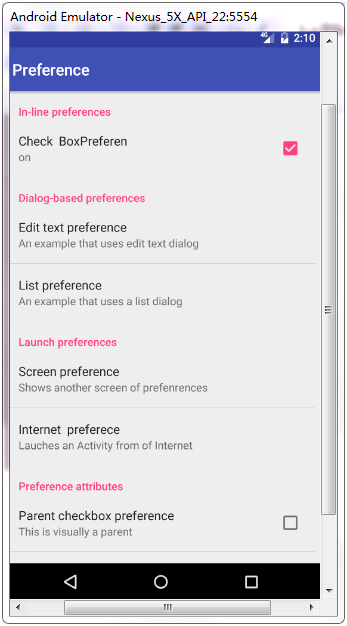 Android Emulator - Nexus_5X_API_22:5554
4G 2:10
Preference
In-line preferences
Check BoxPreferen
on
Dialog-based preferences
Edit text preference
An example that uses edit text dialog
List preference
An example that uses a list dialog
Launch preferences
Screen preference
Shows another screen of prefenrences
Internet preferece
Lauches an Activity from of Internet
Preference attributes
Parent checkbox preference
This is visually a parent